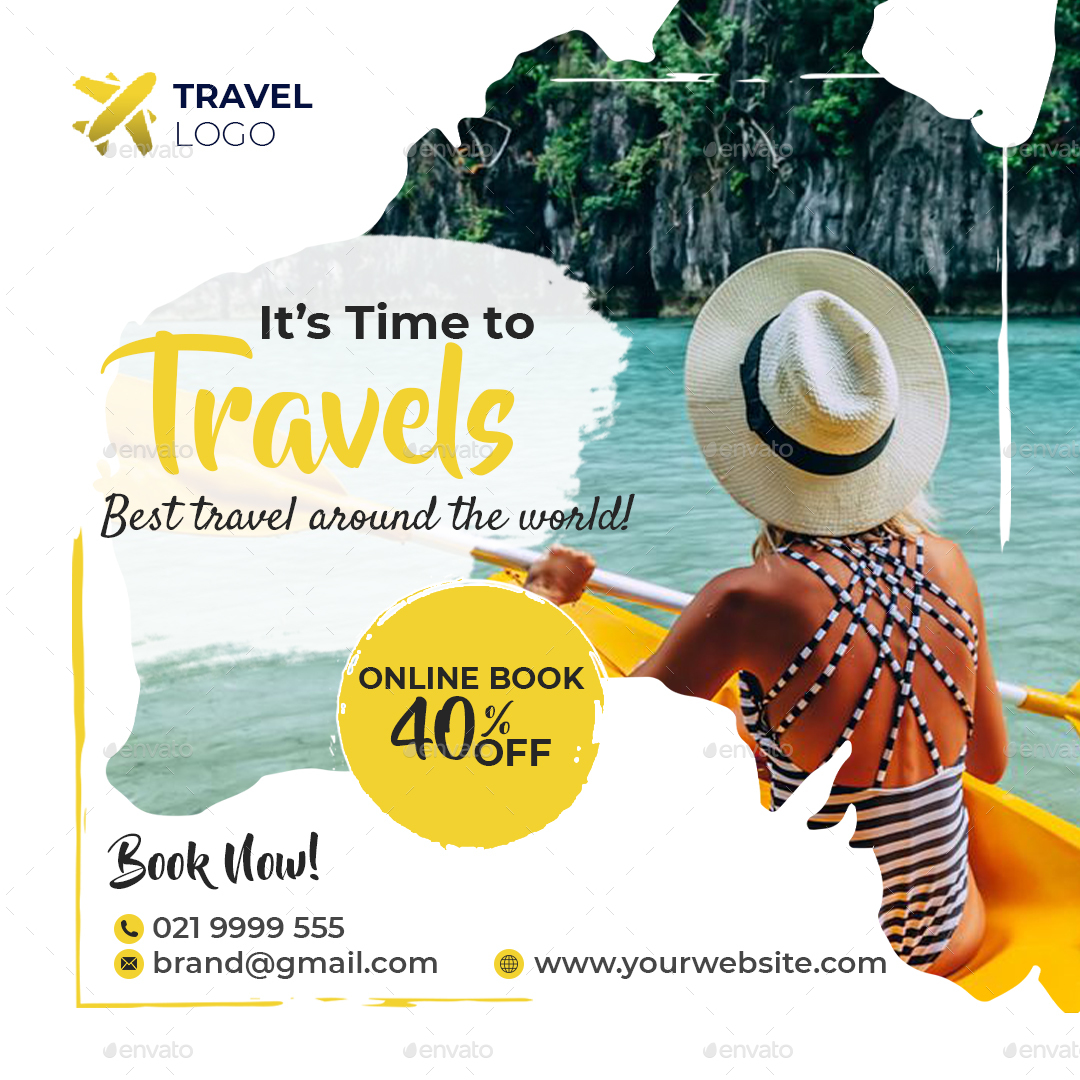 TRAVEL
LOGO
It's Time to
Travels
Best travel around the world!
ONLINE BOOK
40%
OFF
Book Now!
021 9999 555
brand@gmail.com
www.yourwebsite.com
envato